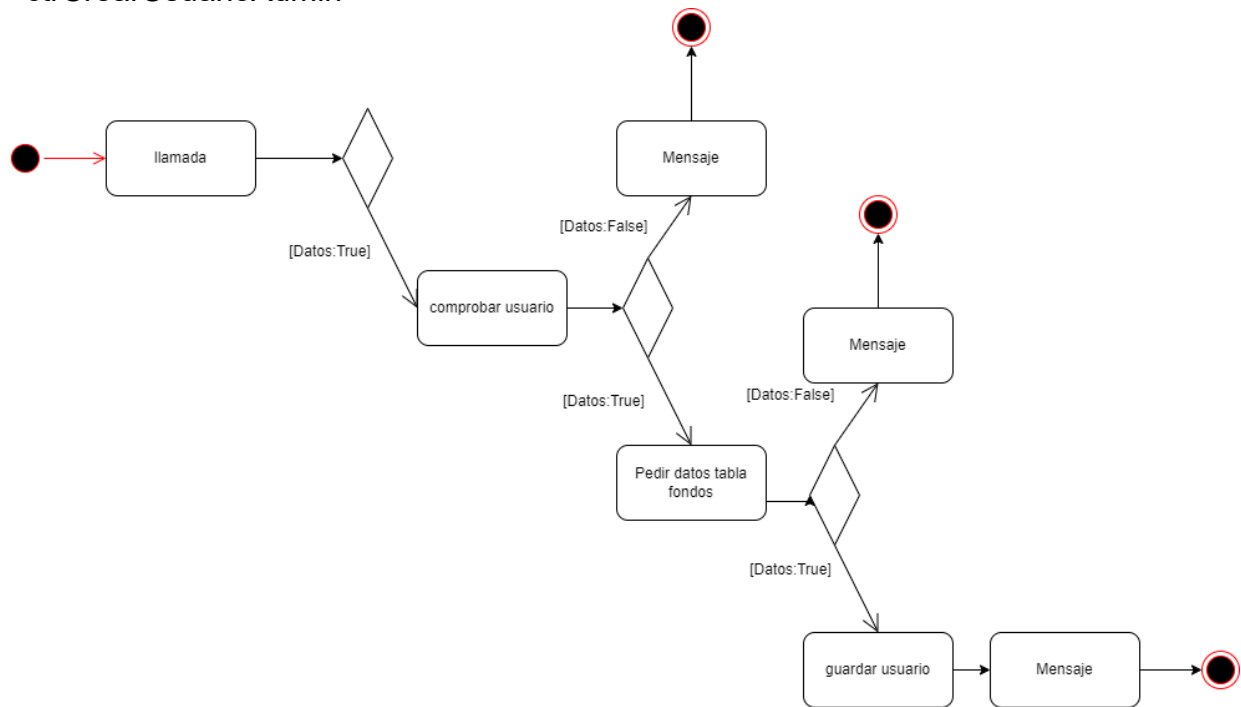 llamada
Mensaje
[Datos:False]
[Datos:True]
comprobar usuario
Mensaje
[Datos:True]
[Datos:False]
Pedir datos tabla
fondos
[Datos:True]
guardar usuario
Mensaje